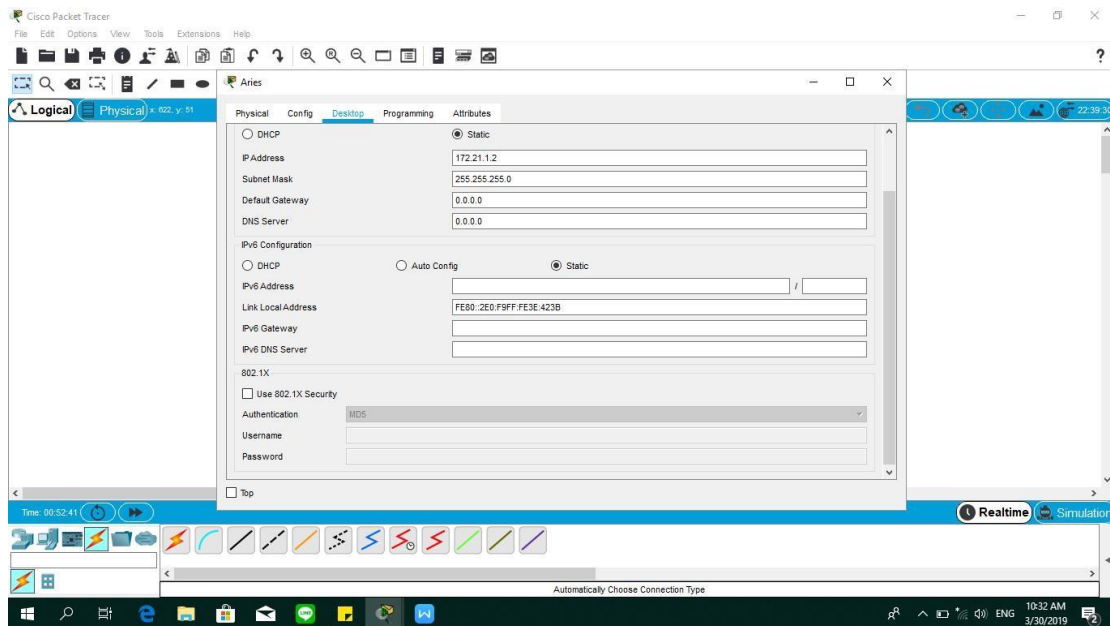 Cisco Packet Tracer
File Edit Options View Tools Extensions Help
?
Aries
Logical Physical x: 622, y: 51 22:39:30
Physical Config Desktop Programming Attributes
DHCP Static
IP Address 172.21.1.2
Subnet Mask 255.255.255.0
Default Gateway 0.0.0.0
DNS Server 0.0.0.0
IPv6 Configuration
DHCP Auto Config Static
IPv6 Address /
Link Local Address FE80::2E0:F9FF:FE3E:423B
IPv6 Gateway
IPv6 DNS Server
802.1X
Use 802.1X Security
Authentication MD5
Username
Password
Top
Time: 00:52:41 Realtime Simulation
Automatically Choose Connection Type
ENG 10:32 AM
3/30/2019